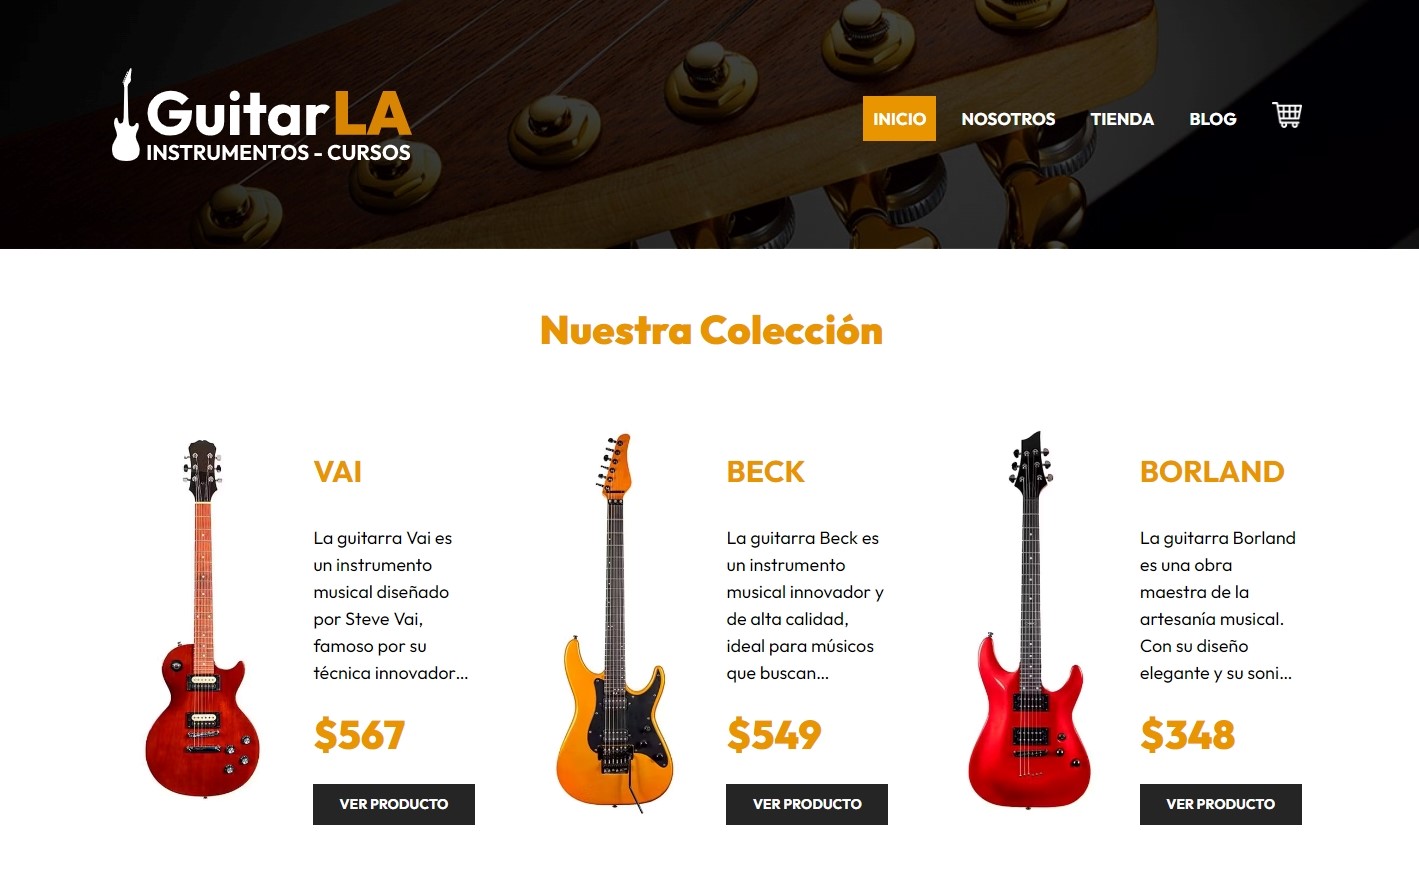 GuitarLA
INSTRUMENTOS - CURSOS
INICIO NOSOTROS TIENDA BLOG
Nuestra Colección
VAI
La guitarra Vai es
un instrumento
musical diseñado
por Steve Vai,
famoso por su
técnica innovador...
$567
VER PRODUCTO
BECK
La guitarra Beck es
un instrumento
musical innovador y
de alta calidad,
ideal para músicos
que buscan...
$549
VER PRODUCTO
BORLAND
La guitarra Borland
es una obra
maestra de la
artesanía musical.
Con su diseño
elegante y su soni...
$348
VER PRODUCTO